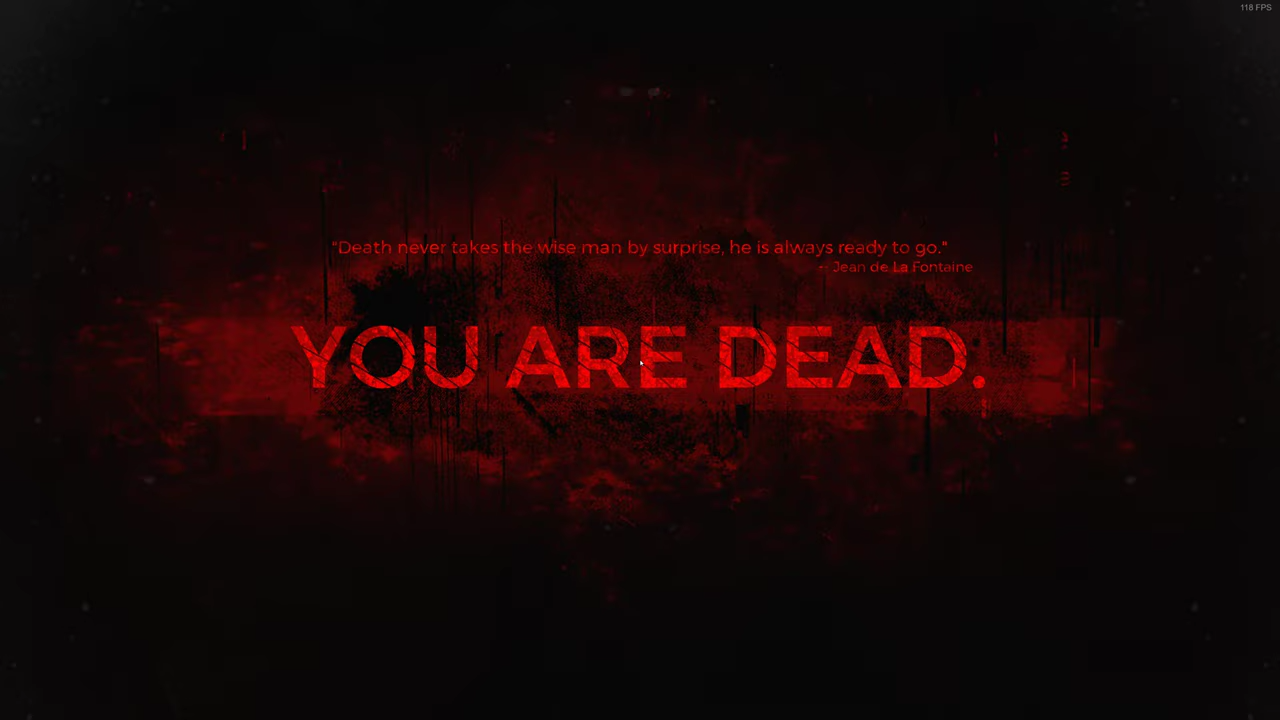 118 FPS
"Death never takes the wise man by surprise, he is always ready to go."
-- Jean de La Fontaine
YOU ARE DEAD.